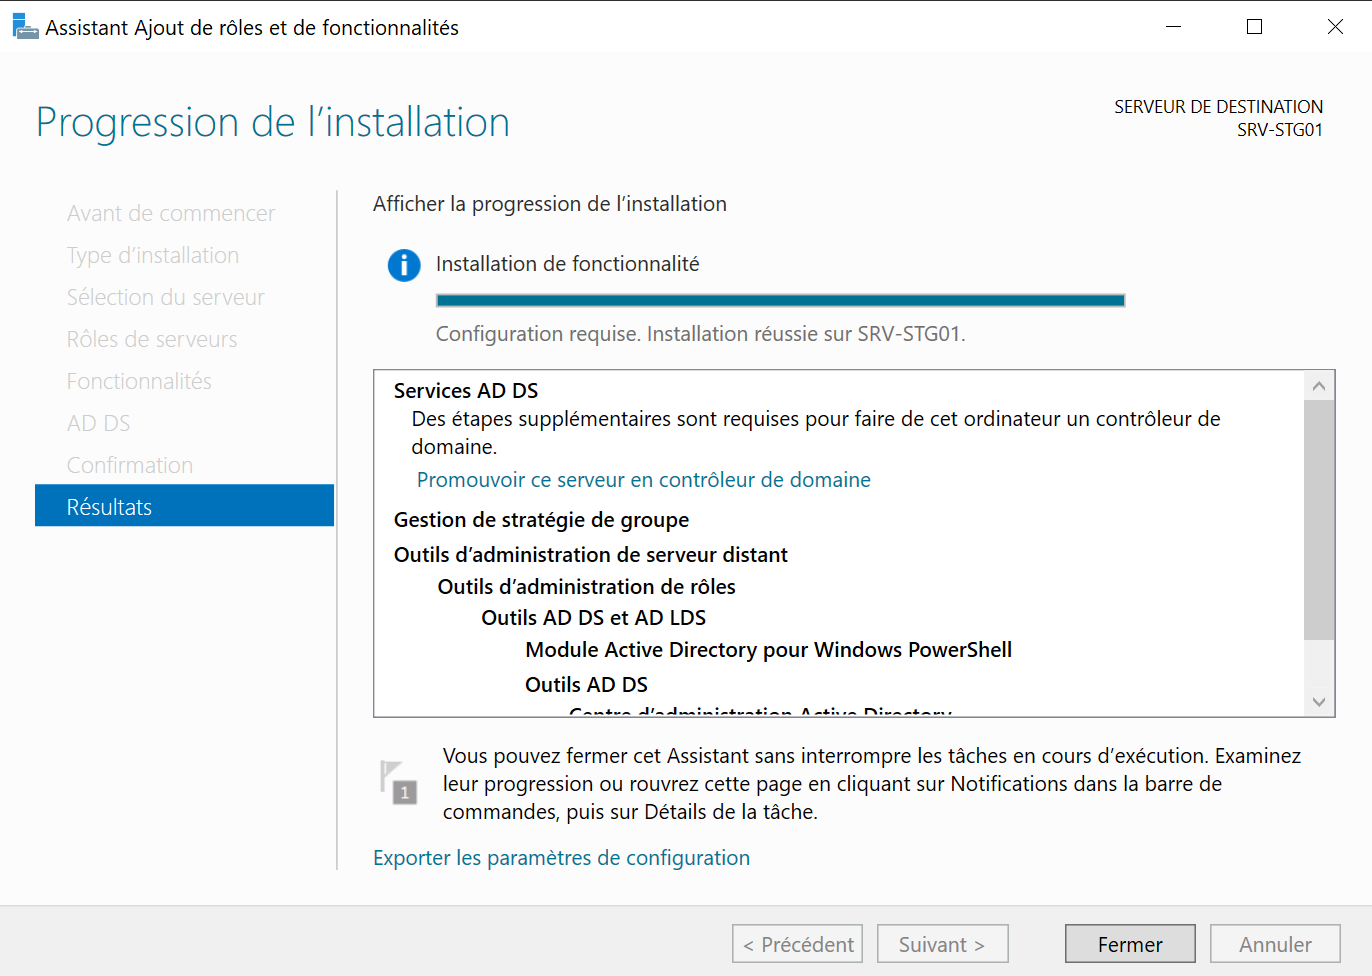 Assistant Ajout de rôles et de fonctionnalités
Progression de l’installation
SERVEUR DE DESTINATION
SRV-STG01
Avant de commencer
Type d’installation
Sélection du serveur
Rôles de serveurs
Fonctionnalités
AD DS
Confirmation
Résultats
Afficher la progression de l’installation
Installation de fonctionnalité
Configuration requise. Installation réussie sur SRV-STG01.
Services AD DS
Des étapes supplémentaires sont requises pour faire de cet ordinateur un contrôleur de
domaine.
Promouvoir ce serveur en contrôleur de domaine
Gestion de stratégie de groupe
Outils d’administration de serveur distant
Outils d’administration de rôles
Outils AD DS et AD LDS
Module Active Directory pour Windows PowerShell
Outils AD DS
Centre d’administration Active Directory
1
Vous pouvez fermer cet Assistant sans interrompre les tâches en cours d’exécution. Examinez
leur progression ou rouvrez cette page en cliquant sur Notifications dans la barre de
commandes, puis sur Détails de la tâche.
Exporter les paramètres de configuration
< Précédent
Suivant >
Fermer
Annuler